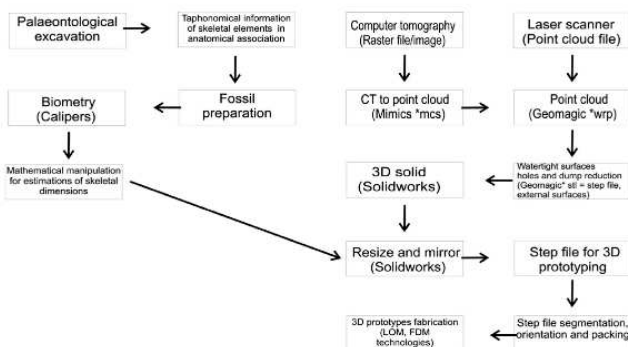 Palaeontological
excavation
Taphonomical information
of skeletal elements in
anatomical association
Computer tomography
(Raster file/image)
Laser scanner
(Point cloud file)
Biometry
(Calipers)
Fossil
preparation
CT to point cloud
(Mimics *mcs)
Point cloud
(Geomagic *wrp)
Mathematical manipulation
for estimations of skeletal
dimensions
3D solid
(Solidworks)
Watertight surfaces
holes and dump reduction
(Geomagic* stl = step file,
external surfaces)
Resize and mirror
(Solidworks)
Step file for 3D
prototyping
3D prototypes fabrication
(LOM, FDM
technologies)
Step file segmentation,
orientation and packing